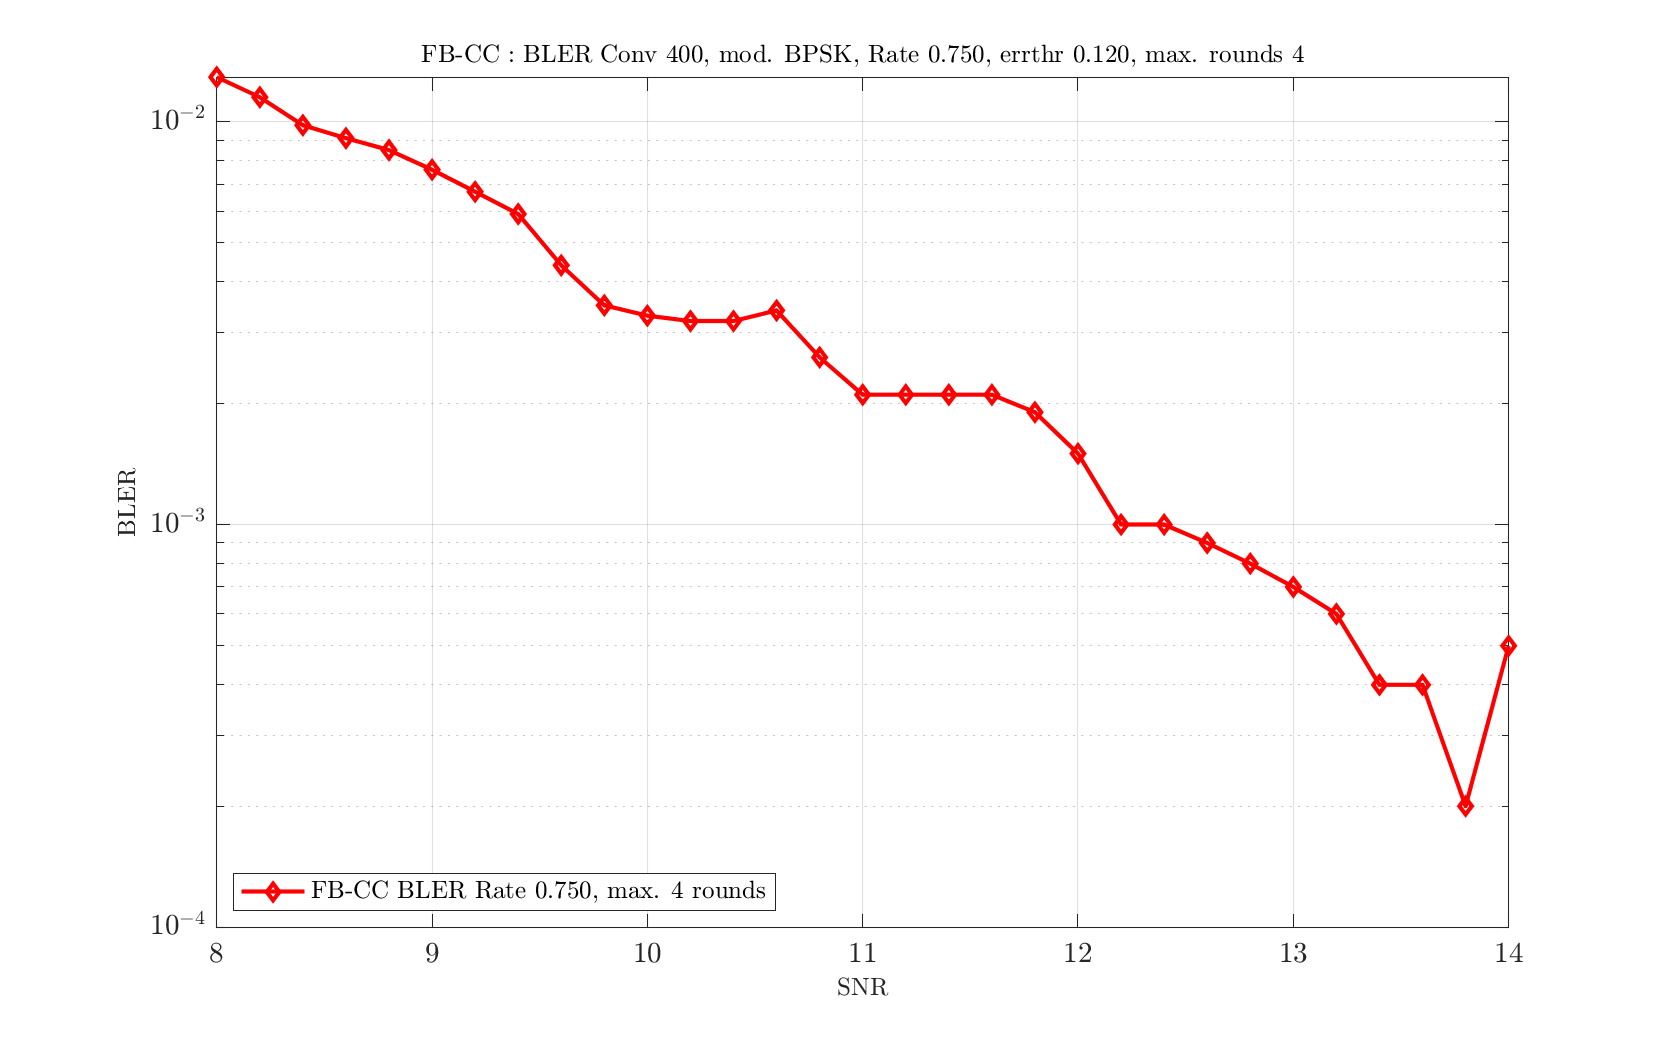 FB-CC : BLER Conv 400, mod. BPSK, Rate 0.750, errthr 0.120, max. rounds 4
10^{-2}
10^{-3}
10^{-4}
BLER
FB-CC BLER Rate 0.750, max. 4 rounds
8 9 10 11 12 13 14
SNR